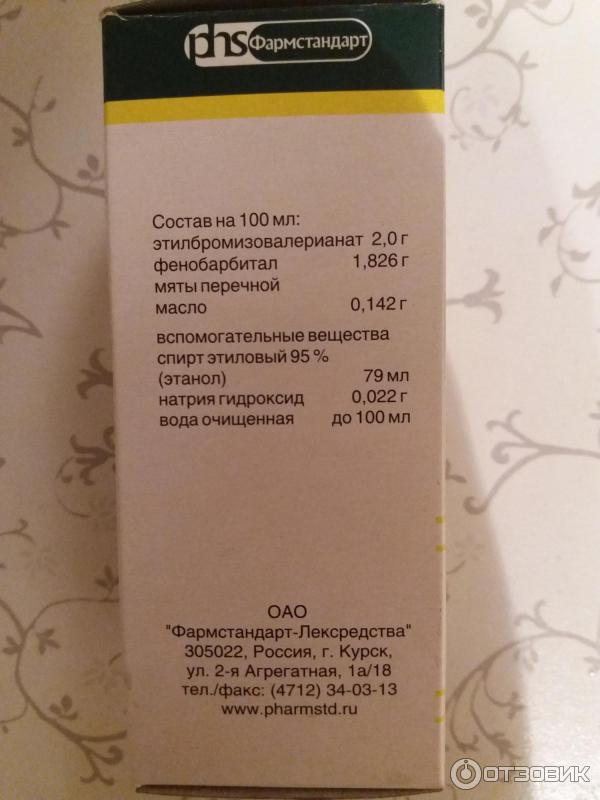 phs Фармстандарт
Состав на 100 мл:
этилбромизовалерианат 2,0 г
фенобарбитал 1,826 г
мяты перечной
масло 0,142 г
вспомогательные вещества
спирт этиловый 95 %
(этанол) 79 мл
натрия гидроксид 0,022 г
вода очищенная до 100 мл
ОАО
"Фармстандарт-Лексредства"
305022, Россия, г. Курск,
ул. 2-я Агрегатная, 1а/18
тел./факс: (4712) 34-03-13
www.pharmstd.ru
ОТЗОВИК